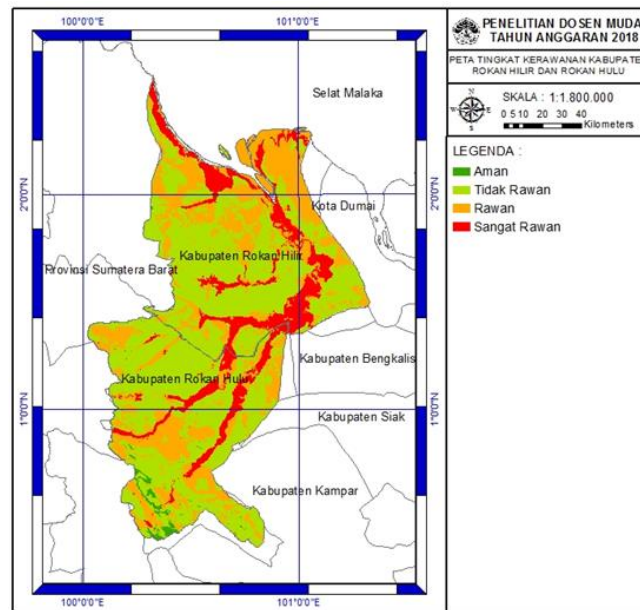 PENELITIAN DOSEN MUDA
TAHUN ANGGARAN 2018
PETA TINGKAT KERAWANAN KABUPATE
ROKAN HILIR DAN ROKAN HULU
SKALA : 1:1.800.000
0 5 10 20 30 40
Kilometers
N
W
E
S
LEGENDA :
Aman
Tidak Rawan
Rawan
Sangat Rawan
100°0'0"E
101°0'0"E
Selat Malaka
2°0'0"N
2°0'0"N
Kota Dumai
Kabupaten Rokan Hilir
Provinsi Sumatera Barat
Kabupaten Bengkalis
Kabupaten Rokan Hulu
1°0'0"N
1°0'0"N
Kabupaten Siak
Kabupaten Kampar
100°0'0"E
101°0'0"E